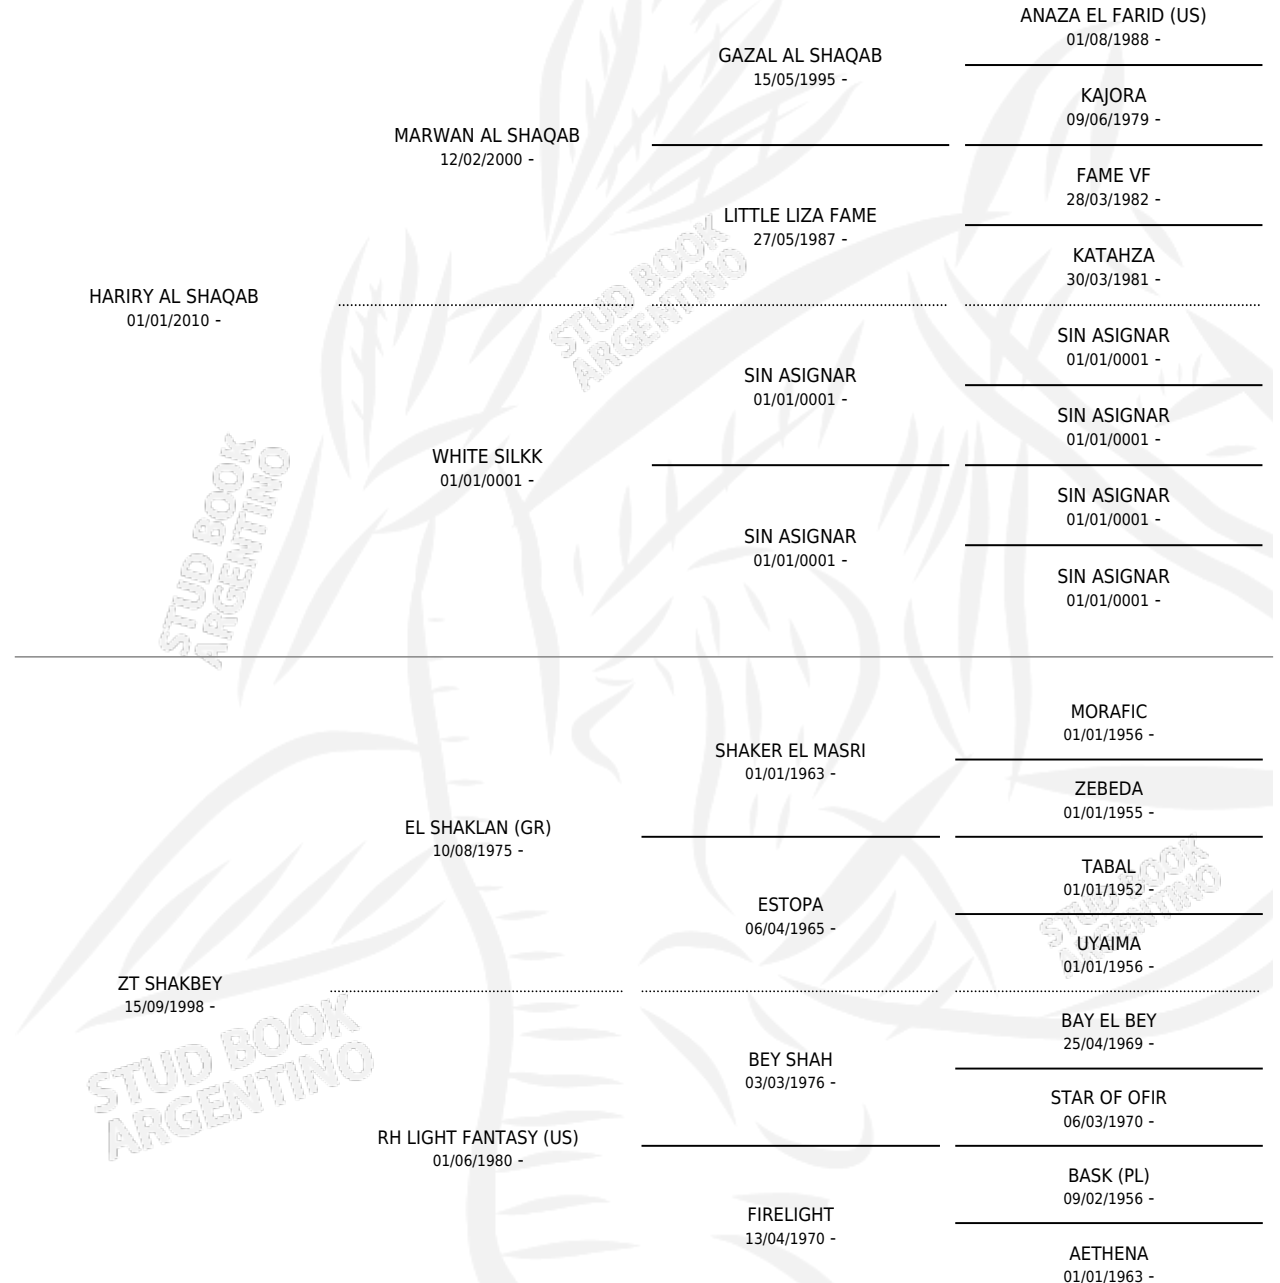 ANAZA EL FARID (US)
01/08/1988 -
GAZAL AL SHAQAB
15/05/1995 -
KAJORA
09/06/1979 -
MARWAN AL SHAQAB
12/02/2000 -
FAME VF
28/03/1982 -
LITTLE LIZA FAME
27/05/1987 -
KATAHZA
30/03/1981 -
HARIRY AL SHAQAB
01/01/2010 -
SIN ASIGNAR
01/01/0001 -
SIN ASIGNAR
01/01/0001 -
SIN ASIGNAR
01/01/0001 -
WHITE SILKK
01/01/0001 -
SIN ASIGNAR
01/01/0001 -
SIN ASIGNAR
01/01/0001 -
SIN ASIGNAR
01/01/0001 -
MORAFIC
01/01/1956 -
SHAKER EL MASRI
01/01/1963 -
ZEBEDA
01/01/1955 -
EL SHAKLAN (GR)
10/08/1975 -
TABAL
01/01/1952 -
ESTOPA
06/04/1965 -
UYAIMA
01/01/1956 -
ZT SHAKBEY
15/09/1998 -
BAY EL BEY
25/04/1969 -
BEY SHAH
03/03/1976 -
STAR OF OFIR
06/03/1970 -
RH LIGHT FANTASY (US)
01/06/1980 -
BASK (PL)
09/02/1956 -
FIRELIGHT
13/04/1970 -
AETHENA
01/01/1963 -
STUD BOOK
ARGENTINO
STUD BOOK
ARGENTINO
STUD BOOK
ARGENTINO
STUD BOOK
ARGENTINO